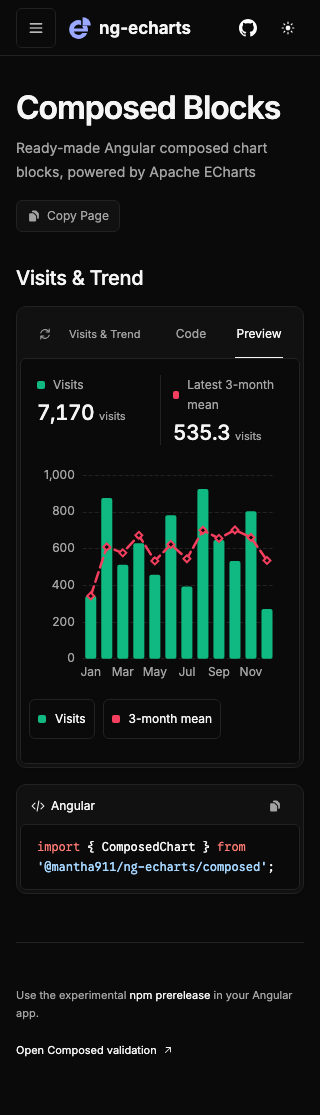 ng-echarts
Composed Blocks
Ready-made Angular composed chart
blocks, powered by Apache ECharts
Copy Page
Visits & Trend
Visits & Trend Code Preview
Visits
7,170 visits
Latest 3-month
mean
535.3 visits
1,000
800
600
400
200
0
Jan Mar May Jul Sep Nov
Visits 3-month mean
Angular
import { ComposedChart } from
'@mantha911/ng-echarts/composed';
Use the experimental npm prerelease in your Angular
app.
Open Composed validation ↗